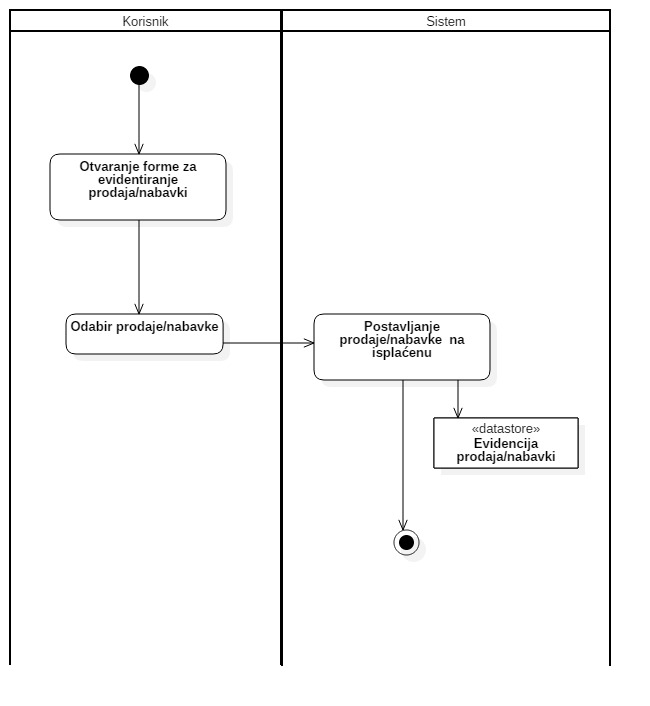 Korisnik
Sistem
Otvaranje forme za
evidentiranje
prodaja/nabavki
Odabir prodaje/nabavke
Postavljanje
prodaje/nabavke  na
isplaćenu
«datastore»
Evidencija
prodaja/nabavki